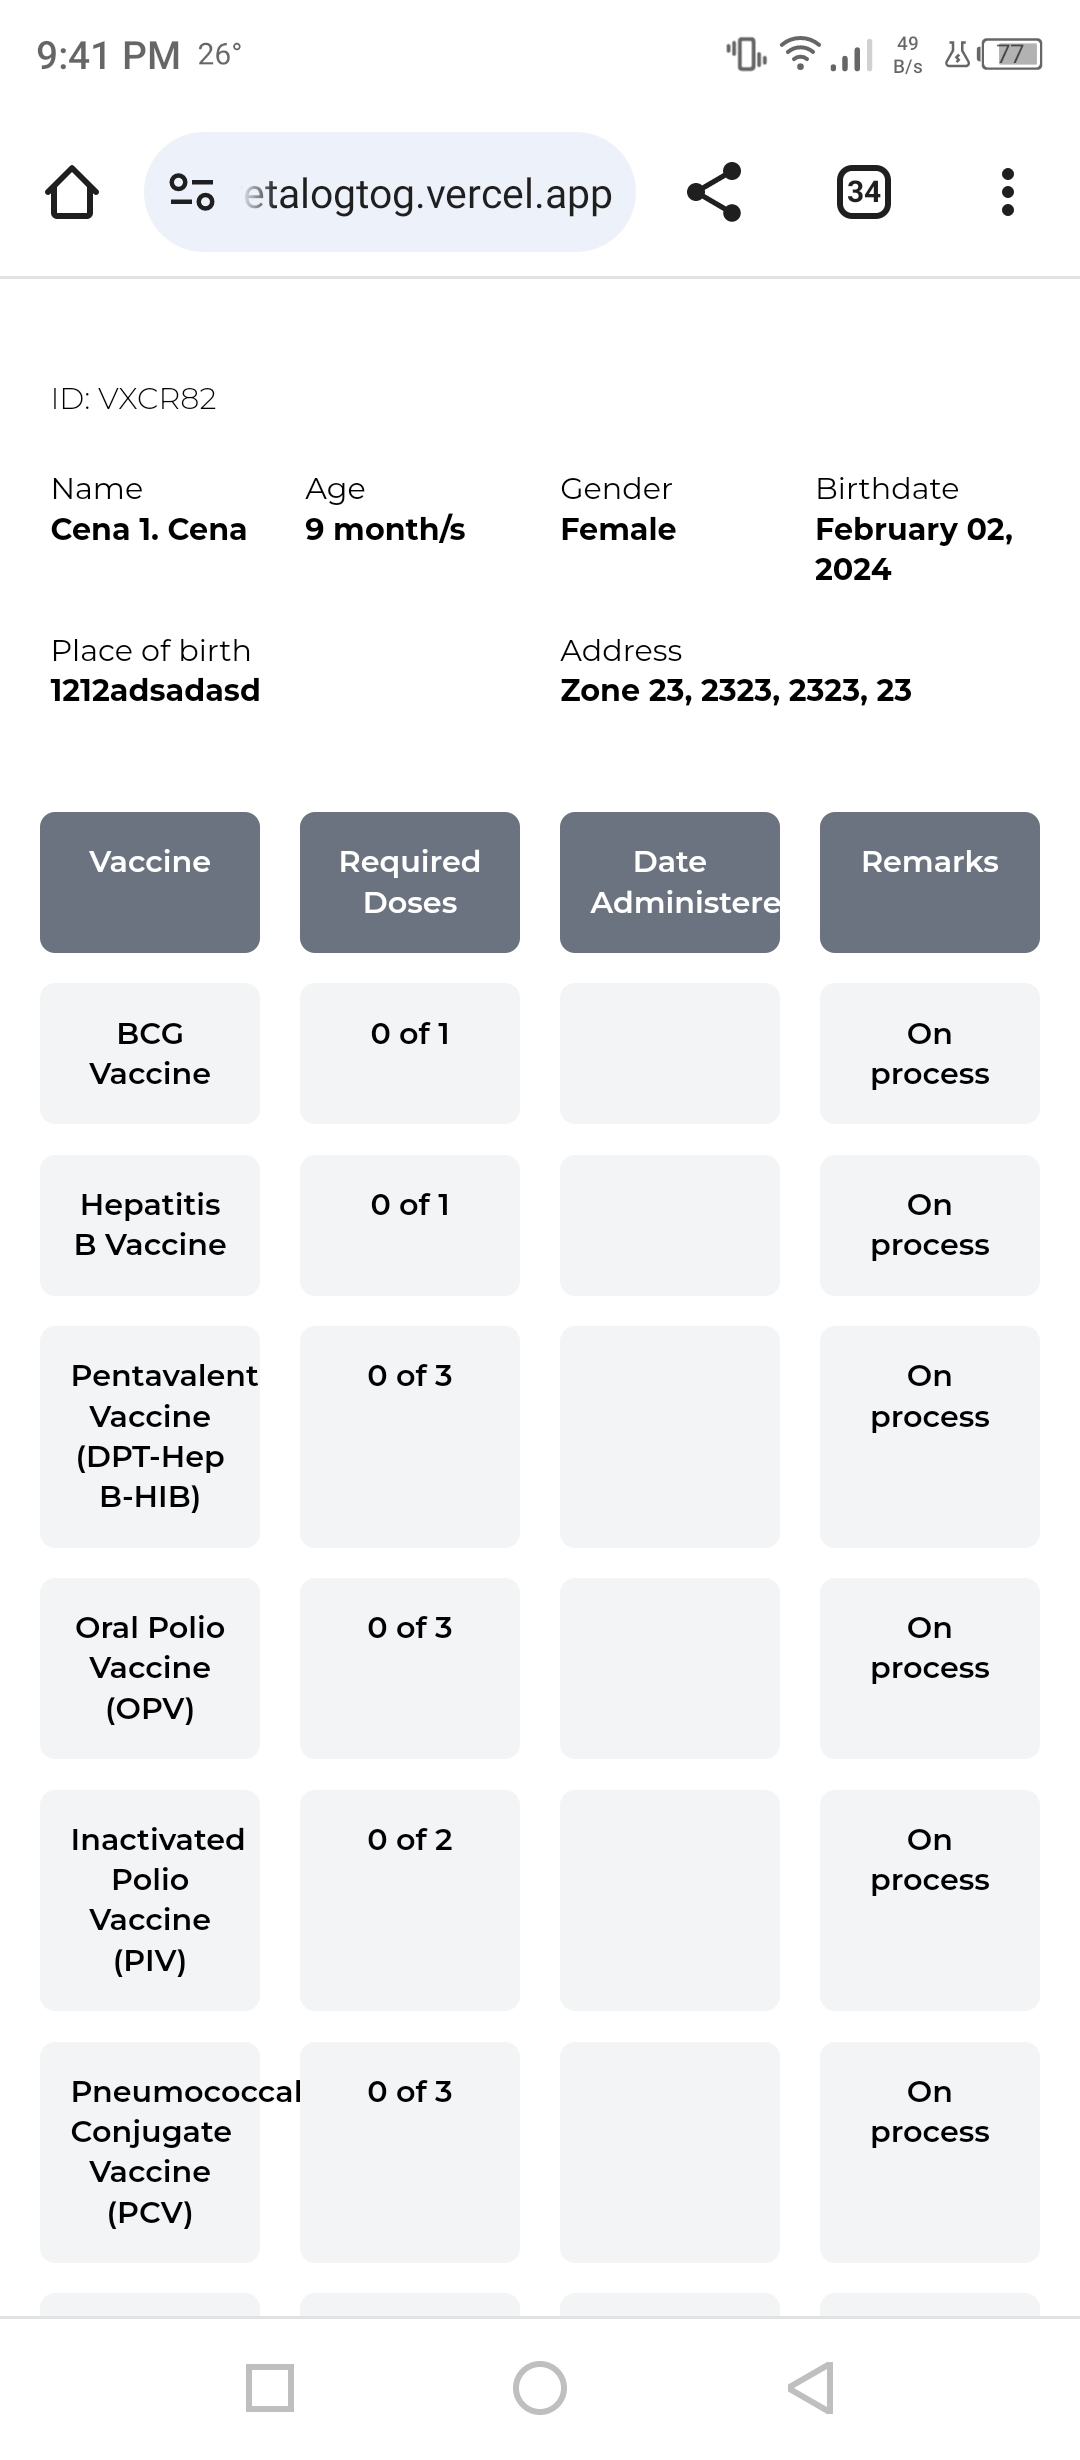 9:41 PM 26° 49 B/s 77
etalogtog.vercel.app 34
ID: VXCR82
Name Age Gender Birthdate
Cena 1. Cena 9 month/s Female February 02,
2024
Place of birth Address
1212adsadasd Zone 23, 2323, 2323, 23
Vaccine Required Date Remarks
Doses Administere
BCG 0 of 1 On
Vaccine process
Hepatitis 0 of 1 On
B Vaccine process
Pentavalent 0 of 3 On
Vaccine process
(DPT-Hep
B-HIB)
Oral Polio 0 of 3 On
Vaccine process
(OPV)
Inactivated 0 of 2 On
Polio process
Vaccine
(PIV)
Pneumococcal 0 of 3 On
Conjugate process
Vaccine
(PCV)